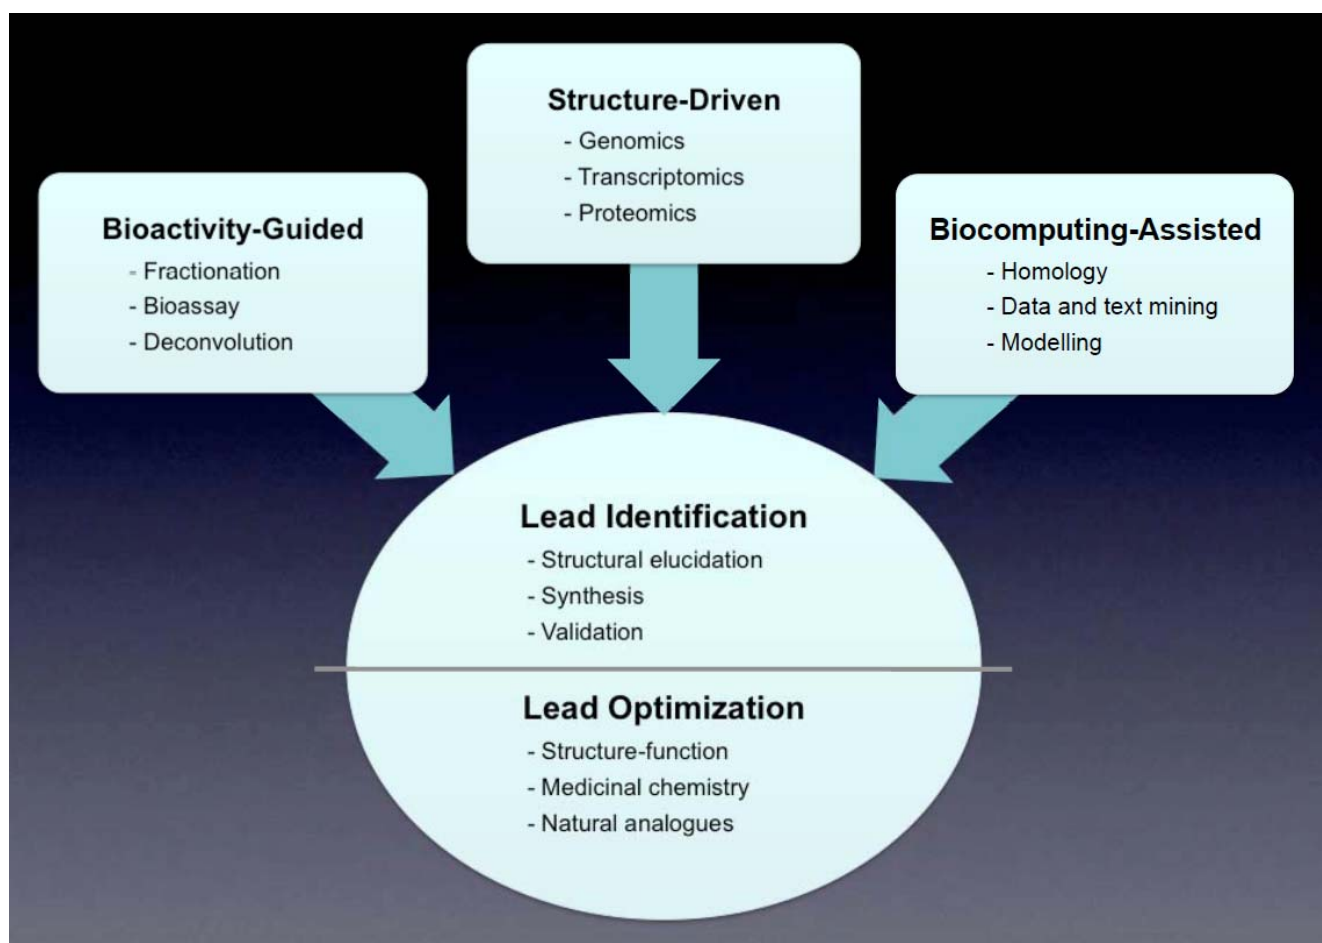 Structure-Driven
- Genomics
- Transcriptomics
- Proteomics
Bioactivity-Guided
- Fractionation
- Bioassay
- Deconvolution
Biocomputing-Assisted
- Homology
- Data and text mining
- Modelling
Lead Identification
- Structural elucidation
- Synthesis
- Validation
Lead Optimization
- Structure-function
- Medicinal chemistry
- Natural analogues